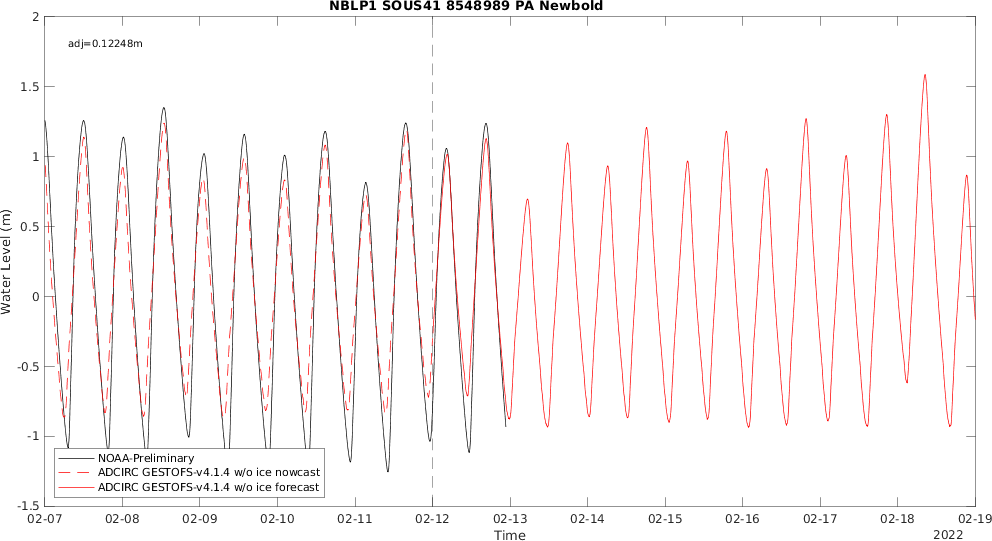 NBLP1 SOUS41 8548989 PA Newbold
adj=0.12248m
Water Level (m)
2
1.5
1
0.5
0
-0.5
-1
-1.5
NOAA-Preliminary
ADCIRC GESTOFS-v4.1.4 w/o ice nowcast
ADCIRC GESTOFS-v4.1.4 w/o ice forecast
02-07 02-08 02-09 02-10 02-11 02-12 02-13 02-14 02-15 02-16 02-17 02-18 02-19
Time
2022